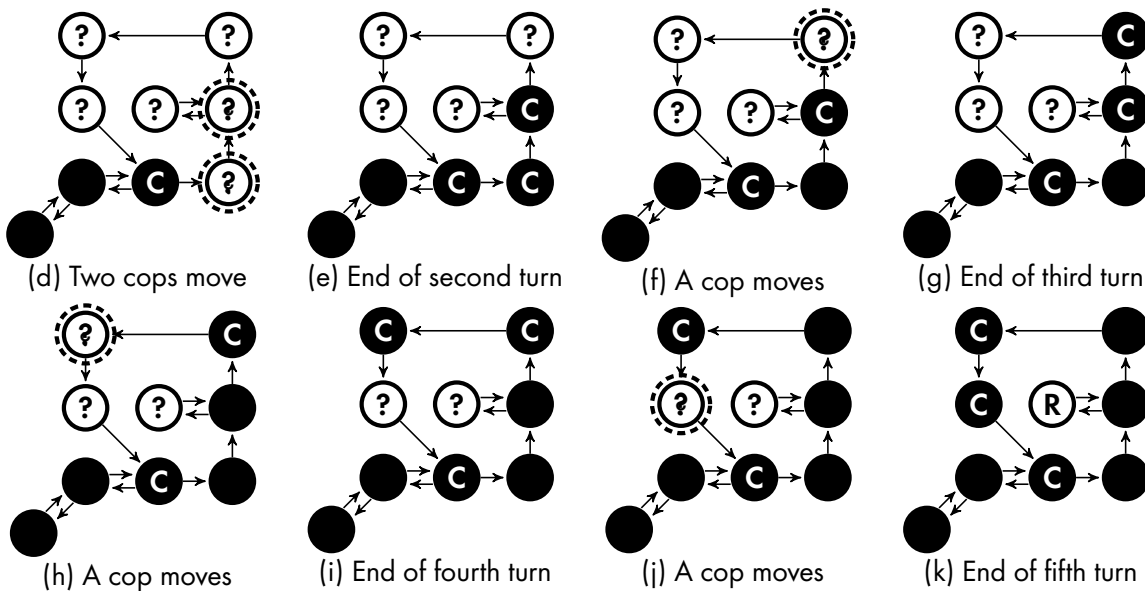 ? ? ? ?
? ? ? ? ? ? ? C
? ? C ? C ? ?
C ? C C C C
(d) Two cops move (e) End of second turn (f) A cop moves (g) End of third turn
? C C C C C
? ? ? ? ? ? C R
C C C C
(h) A cop moves (i) End of fourth turn (j) A cop moves (k) End of fifth turn